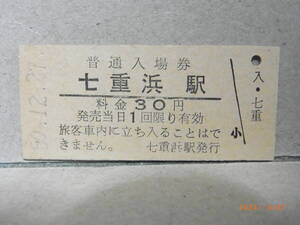 普通入場券
七重浜駅
料金30円
発売当日1回限り有効
旅客車内に立ち入ることはで
きません。 七重浜駅発行
小
入・七重